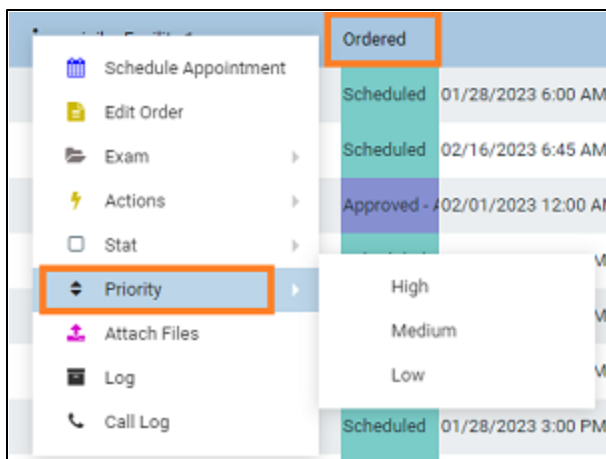 Ordered
Schedule Appointment
Scheduled 01/28/2023 6:00 AM
Edit Order
Exam
Scheduled 02/16/2023 6:45 AM
Actions
Approved - 02/01/2023 12:00 A
Stat
Priority
High
Attach Files
Medium
Log
Low
Call Log
Scheduled 01/28/2023 3:00 PM